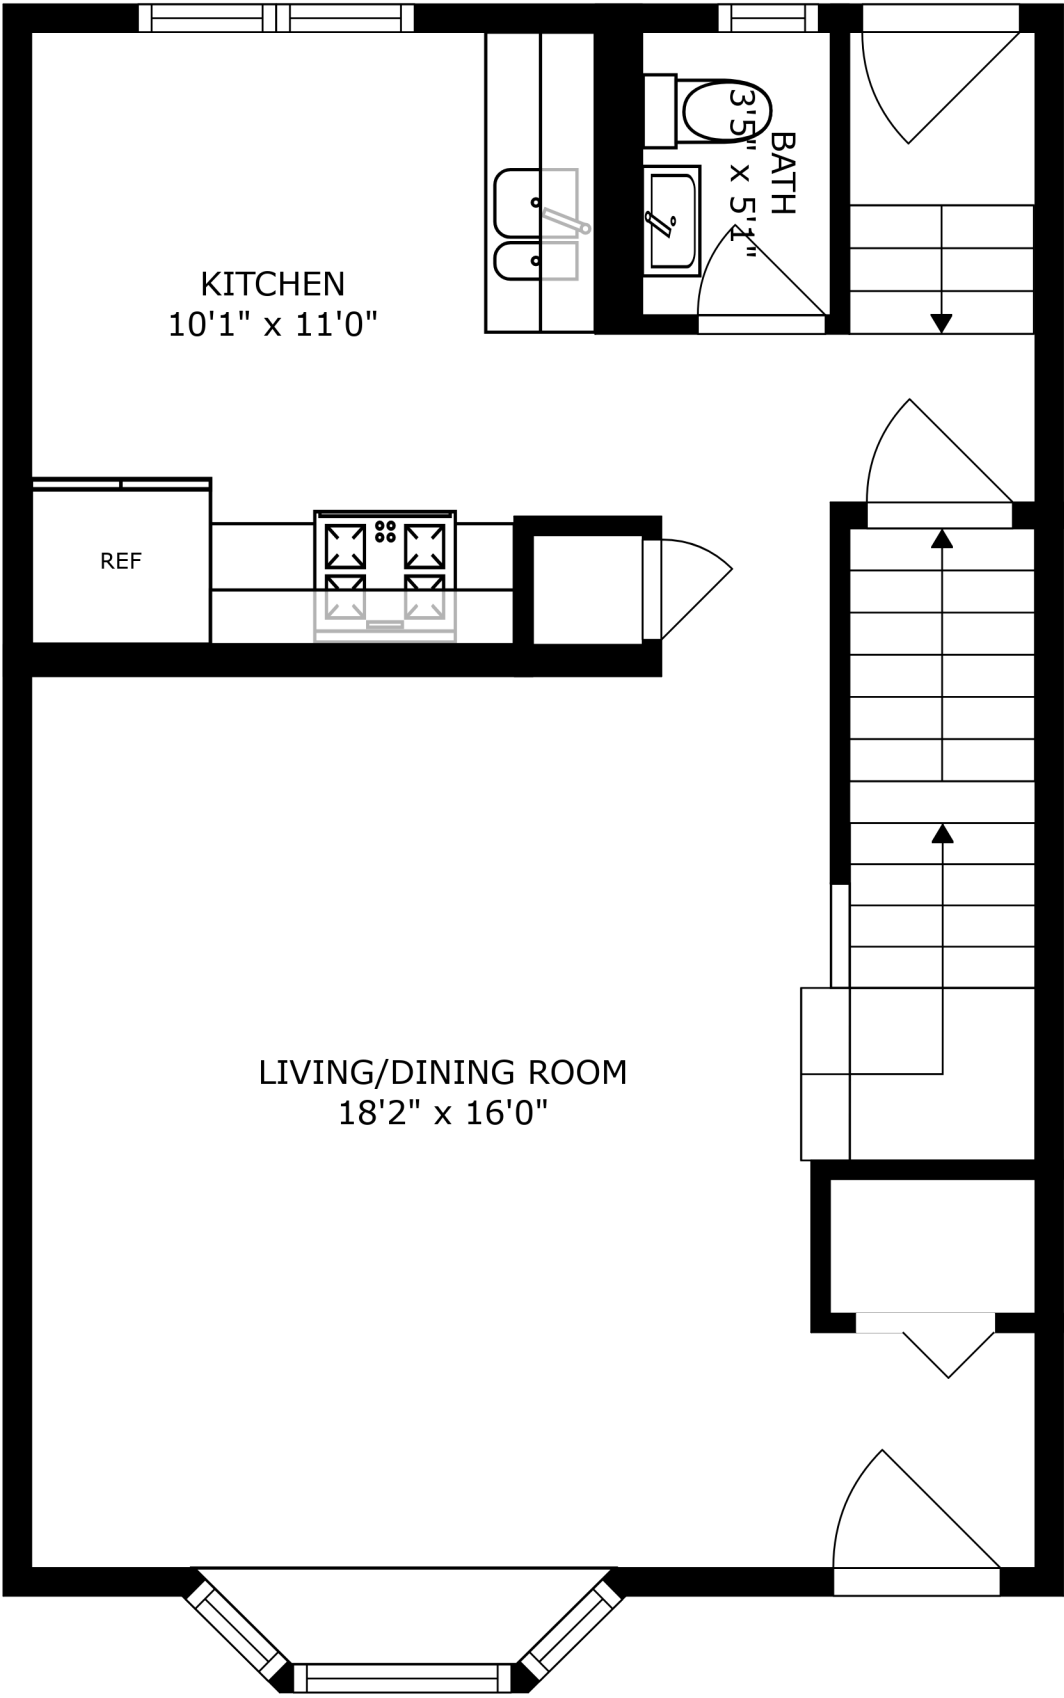 BATH
3'5" x 5'1"
KITCHEN
10'1" x 11'0"
REF
LIVING/DINING ROOM
18'2" x 16'0"